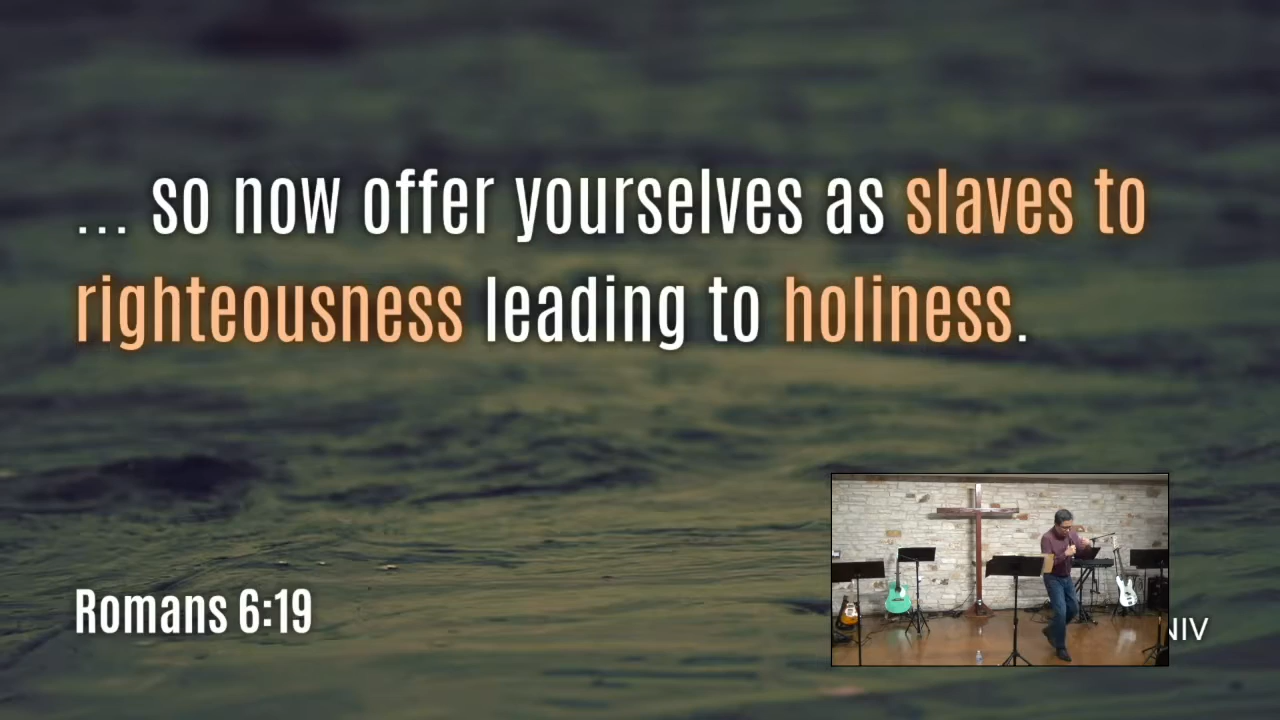 ... so now offer yourselves as slaves to
righteousness leading to holiness.
Romans 6:19
NIV